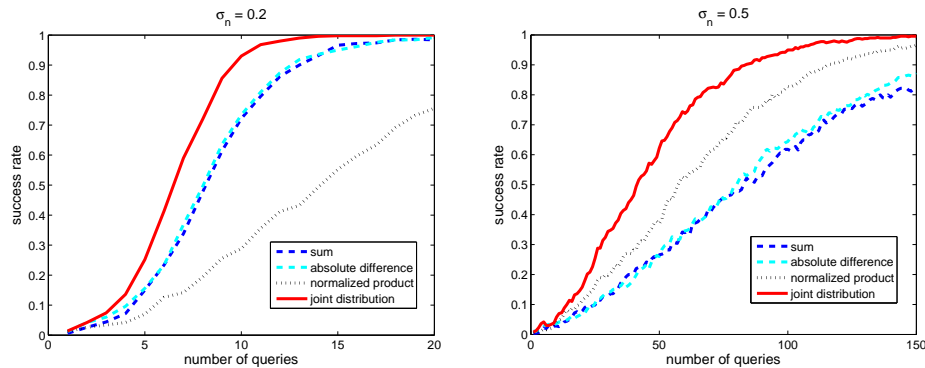 σn = 0.2
1
0.9
0.8
0.7
0.6
0.5
0.4
0.3
0.2
0.1
0
success rate
0 5 10 15 20
number of queries
sum
absolute difference
normalized product
joint distribution
σn = 0.5
1
0.9
0.8
0.7
0.6
0.5
0.4
0.3
0.2
0.1
0
success rate
0 50 100 150
number of queries
sum
absolute difference
normalized product
joint distribution